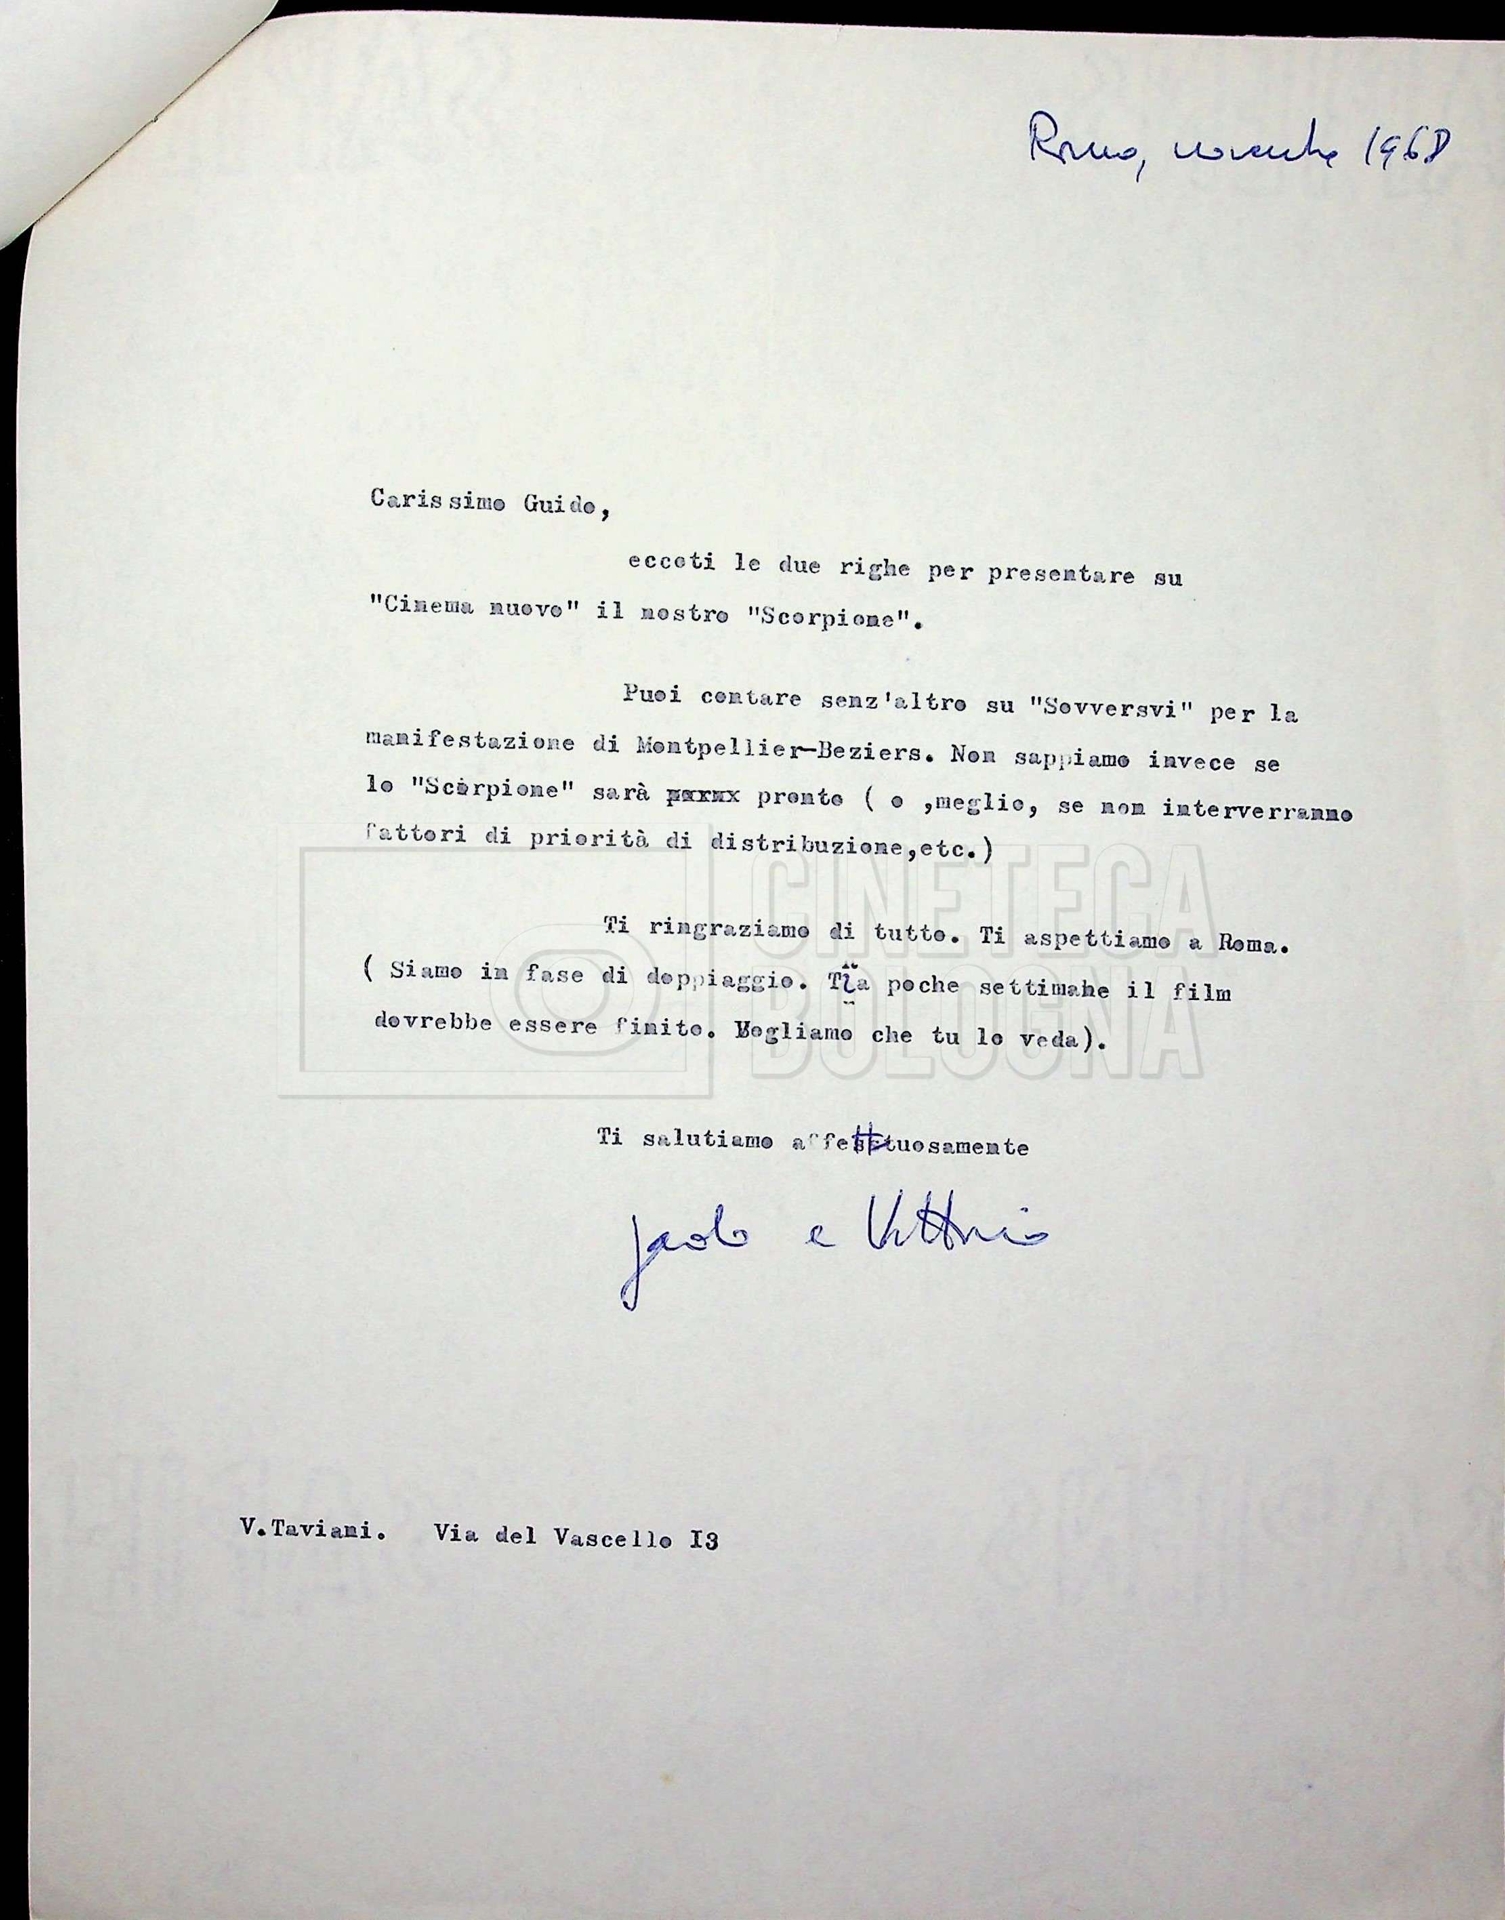 Roma, novembre 1968
Carissimo Guido,
eccoti le due righe per presentare su
"Cinema nuovo" il nostro "Scorpione".
Puoi contare senz'altro su "Sovversvi" per la
manifestazione di Montpellier-Beziers. Non sappiamo invece se
lo "Scorpione" sarà pronto ( o ,meglio, se non interverranno
fattori di priorità di distribuzione,etc.)
Ti ringraziamo di tutto. Ti aspettiamo a Roma.
( Siamo in fase di doppiaggio. Tra poche settimahe il film
dovrebbe essere finito. Vogliamo che tu lo veda).
Ti salutiamo affettuosamente
Paolo e Vittorio
V.Taviani. Via del Vascello I3
CINETECA
BOLOGNA